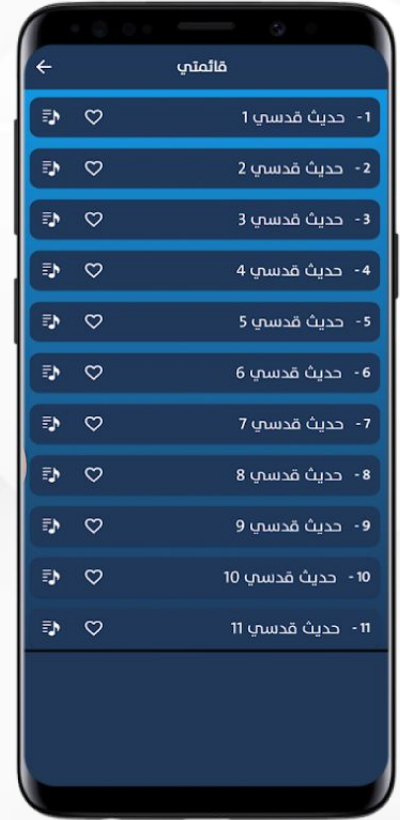 قائمتي
1 - حديث قدسي 1
2 - حديث قدسي 2
3 - حديث قدسي 3
4 - حديث قدسي 4
5 - حديث قدسي 5
6 - حديث قدسي 6
7 - حديث قدسي 7
8 - حديث قدسي 8
9 - حديث قدسي 9
10 - حديث قدسي 10
11 - حديث قدسي 11